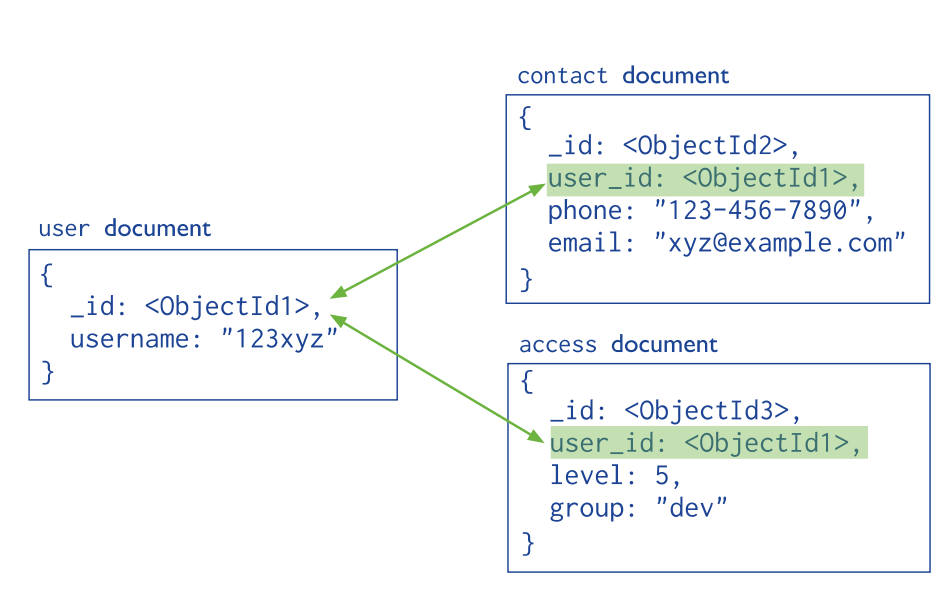 user document
{
_id: <ObjectId1>,
username: "123xyz"
}
contact document
{
_id: <ObjectId2>,
user_id: <ObjectId1>,
phone: "123-456-7890",
email: "xyz@example.com"
}
access document
{
_id: <ObjectId3>,
user_id: <ObjectId1>,
level: 5,
group: "dev"
}